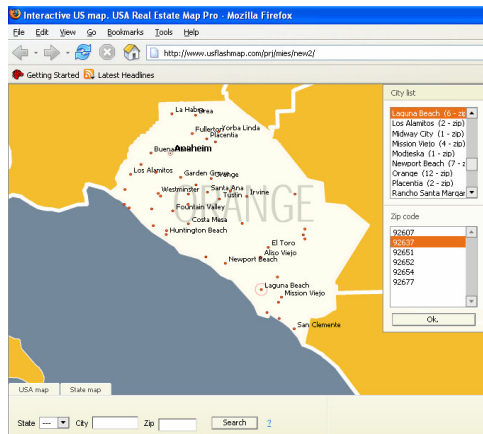 Interactive US map. USA Real Estate Map Pro - Mozilla Firefox
File Edit View Go Bookmarks Tools Help
http://www.usflashmap.com/prj/mies/new2/
Getting Started Latest Headlines
City list
Laguna Beach (6 - zip
Los Alamitos (2 - zip)
Midway City (1 - zip)
Mission Viejo (4 - zip)
Modjeska (1 - zip)
Newport Beach (7 - z
Orange (12 - zip)
Placentia (2 - zip)
Rancho Santa Margar
Zip code
92607
92637
92651
92652
92654
92677
Ok.
La Habra
Brea
Fullerton
Yorba Linda
Placentia
Buena
Anaheim
Los Alamitos
Garden Grove
Orange
Westminster
Santa Ana
Tustin
Irvine
ORANGE
Fountain Valley
Costa Mesa
Huntington Beach
El Toro
Aliso Viejo
Newport Beach
Laguna Beach
Mission Viejo
San Clemente
USA map State map
State --- City Zip Search ?